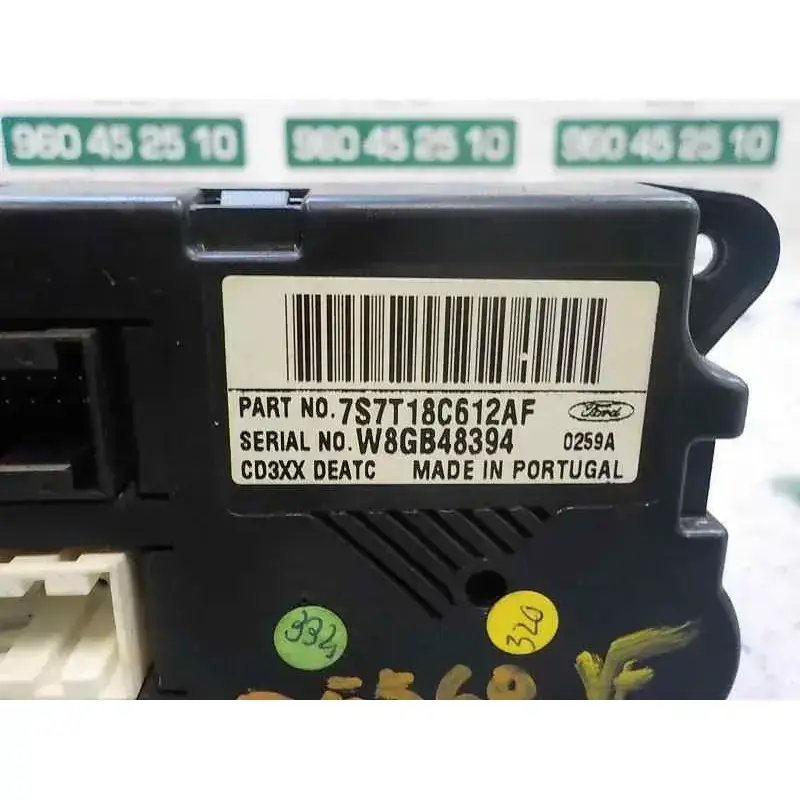 960 45 25 10 960 45 25 10 960 45 25 10
PART NO. 7S7T18C612AF Ford
SERIAL NO. W8GB48394 0259A
CD3XX DEATC MADE IN PORTUGAL
320